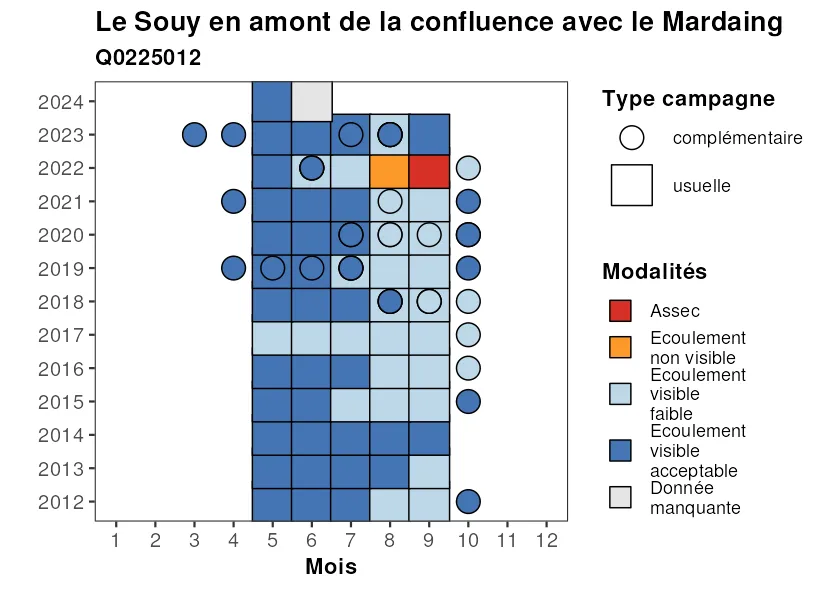 Le Souy en amont de la confluence avec le Mardaing
Q0225012
2024
2023
2022
2021
2020
2019
2018
2017
2016
2015
2014
2013
2012
1 2 3 4 5 6 7 8 9 10 11 12
Mois
Type campagne
complémentaire
usuelle
Modalités
Assec
Ecoulement
non visible
Ecoulement
visible
faible
Ecoulement
visible
acceptable
Donnée
manquante